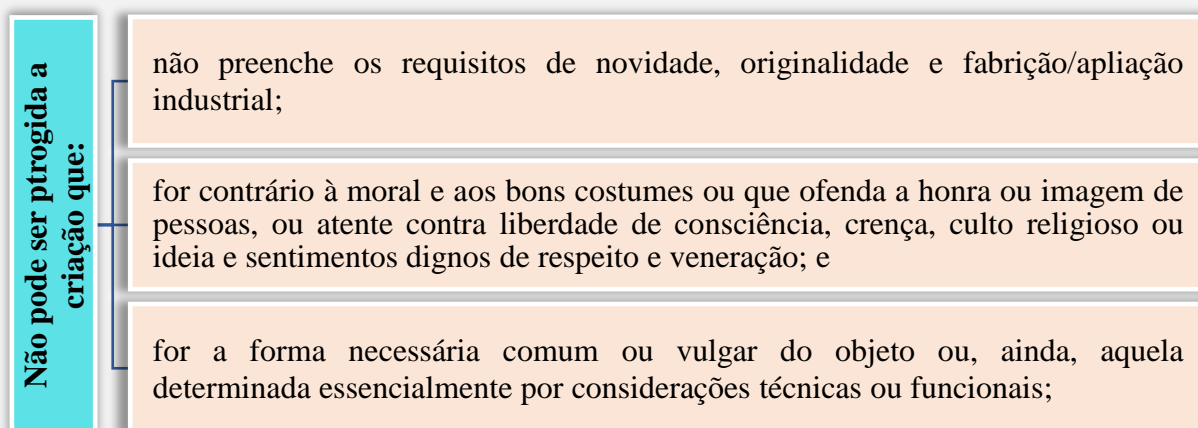 Não pode ser ptrogida a
criação que:
não preenche os requisitos de novidade, originalidade e fabrição/apliação
industrial;
for contrário à moral e aos bons costumes ou que ofenda a honra ou imagem de
pessoas, ou atente contra liberdade de consciência, crença, culto religioso ou
ideia e sentimentos dignos de respeito e veneração; e
for a forma necessária comum ou vulgar do objeto ou, ainda, aquela
determinada essencialmente por considerações técnicas ou funcionais;